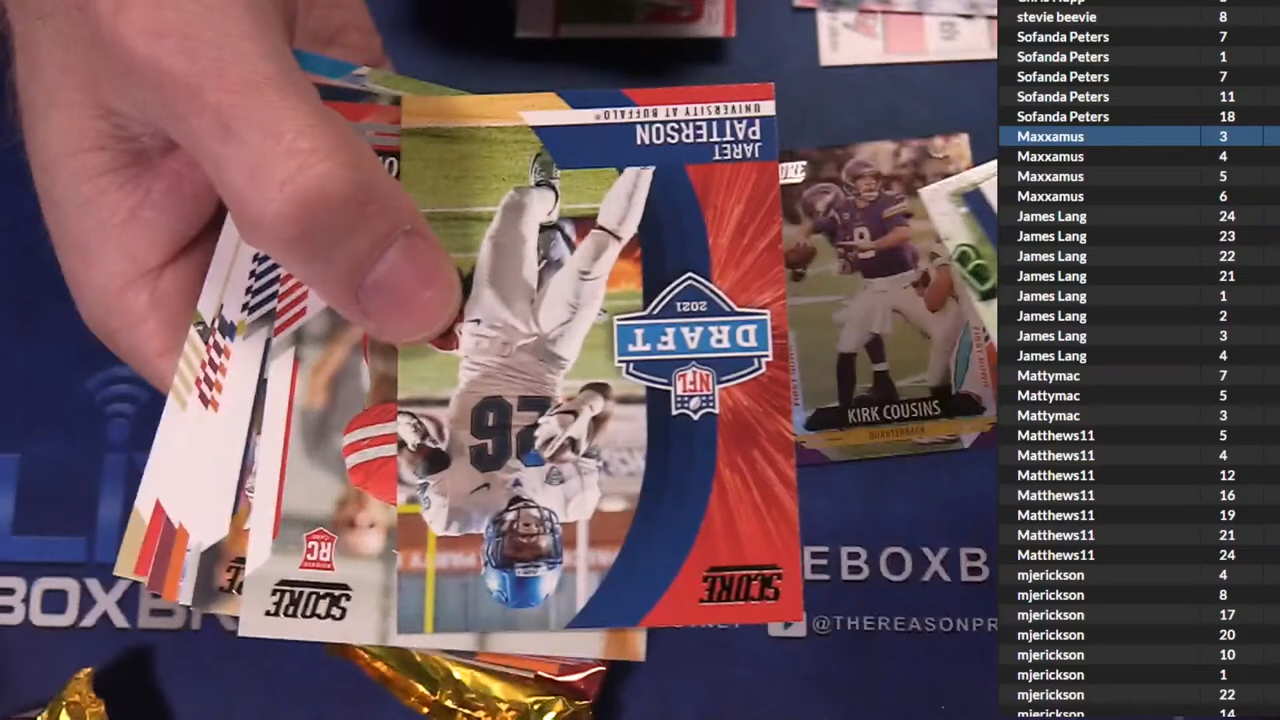 UNIVERSITY AT BUFFALO®
JARET
PATTERSON
2021
DRAFT
NFL
26
SCORE
RC
SCORE
8
KIRK COUSINS
QUARTERBACK
EBOXB
@THEREASONPR
stevie beevie 8
Sofanda Peters 7
Sofanda Peters 1
Sofanda Peters 7
Sofanda Peters 11
Sofanda Peters 18
Maxxamus 3
Maxxamus 4
Maxxamus 5
Maxxamus 6
James Lang 24
James Lang 23
James Lang 22
James Lang 21
James Lang 1
James Lang 2
James Lang 3
James Lang 4
Mattymac 7
Mattymac 5
Mattymac 3
Matthews11 5
Matthews11 4
Matthews11 12
Matthews11 16
Matthews11 19
Matthews11 21
Matthews11 24
mjerickson 4
mjerickson 8
mjerickson 17
mjerickson 20
mjerickson 10
mjerickson 1
mjerickson 22
mjerickson 14